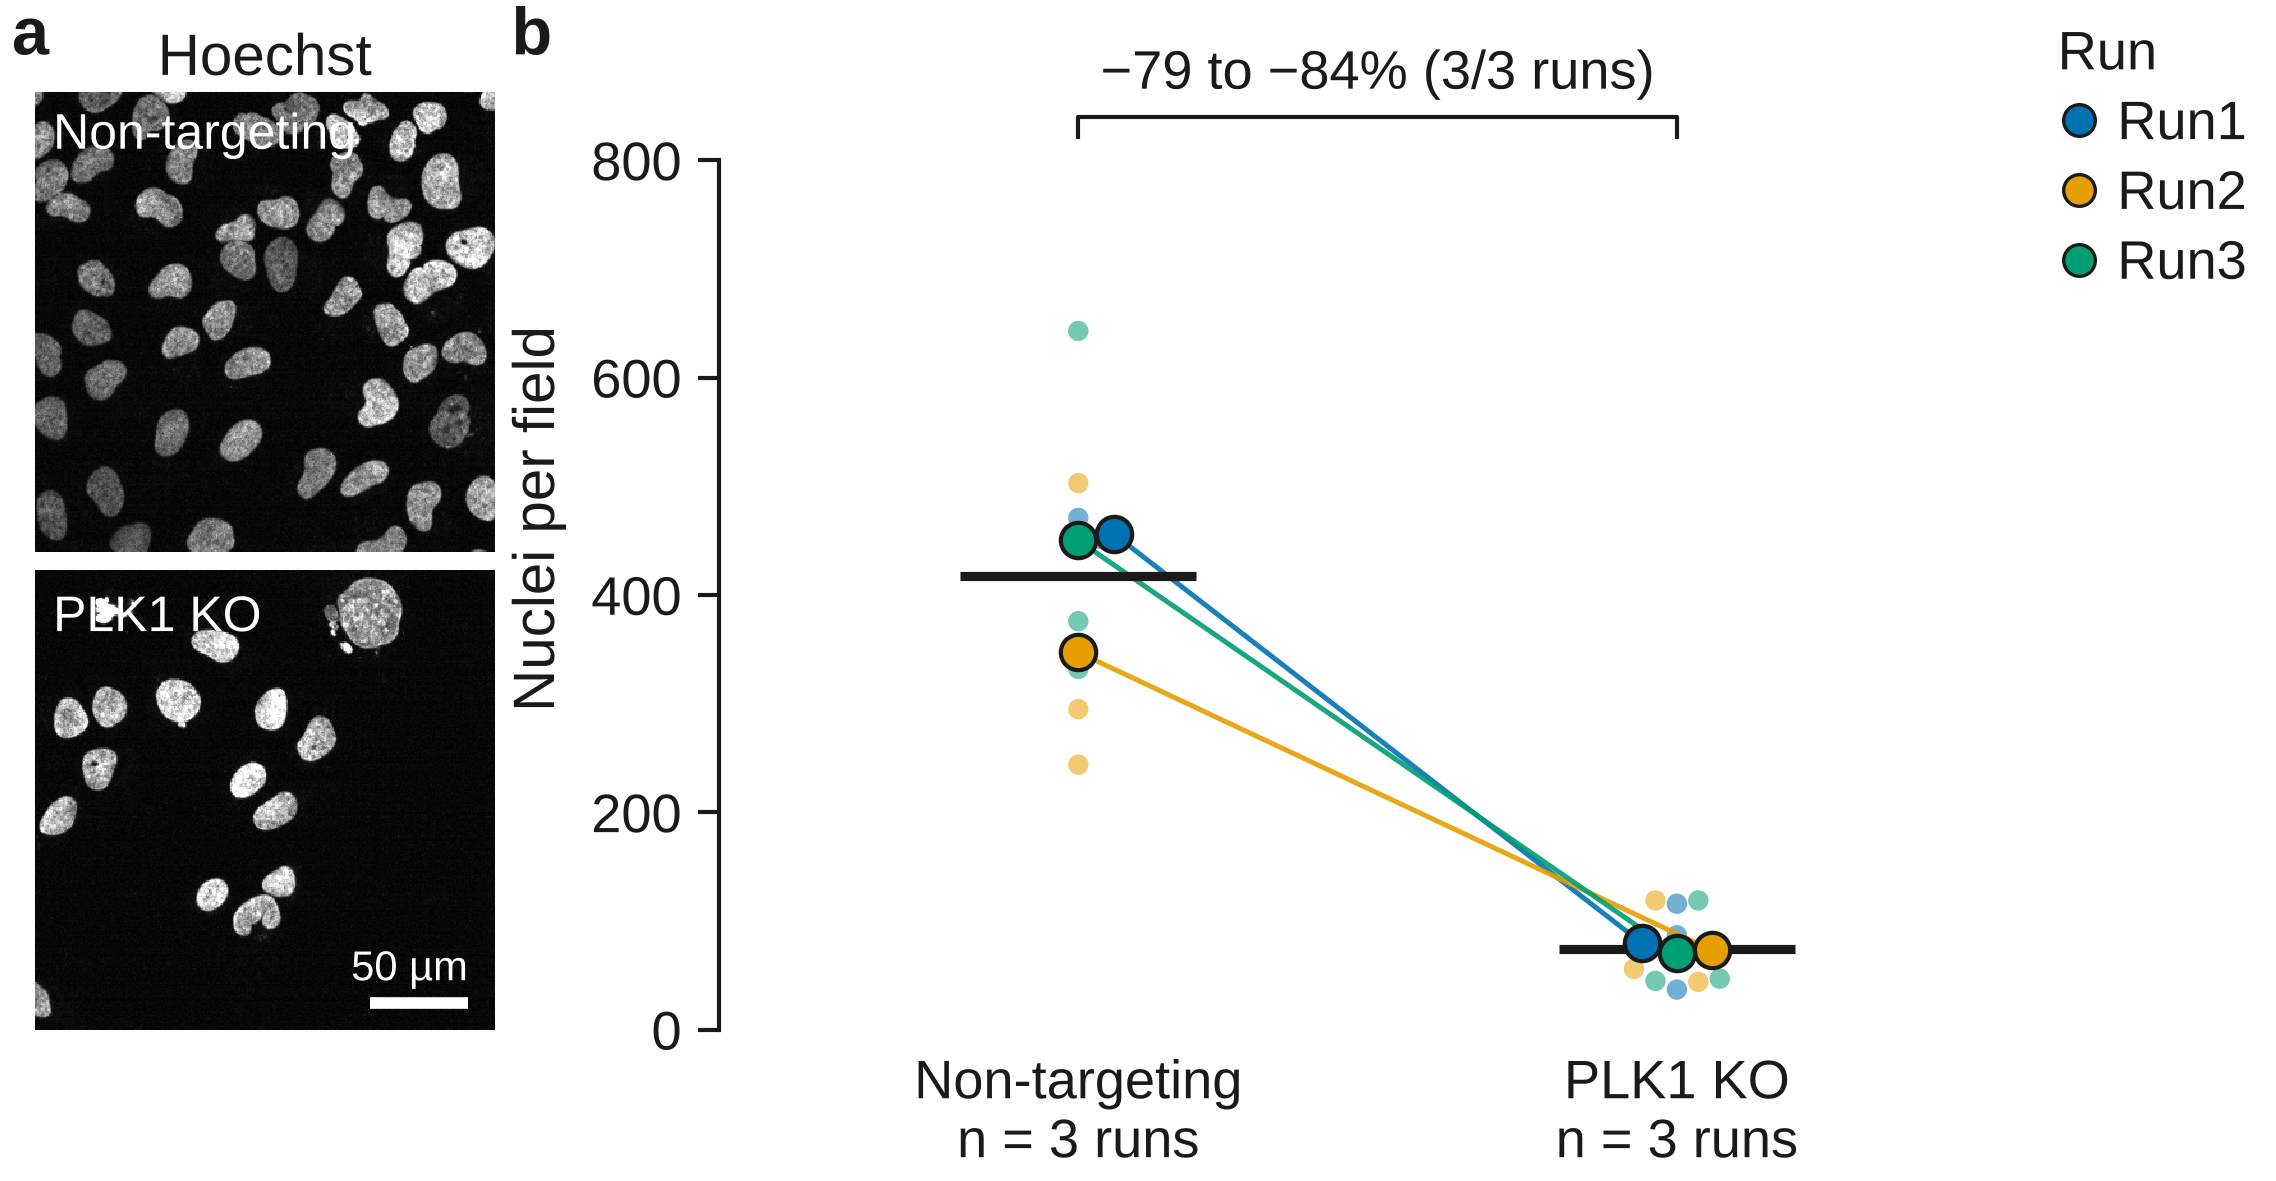 a
Hoechst
Non-targeting
PLK1 KO
50 µm
b
−79 to −84% (3/3 runs)
Nuclei per field
800
600
400
200
0
Non-targeting
n = 3 runs
PLK1 KO
n = 3 runs
Run
Run1
Run2
Run3